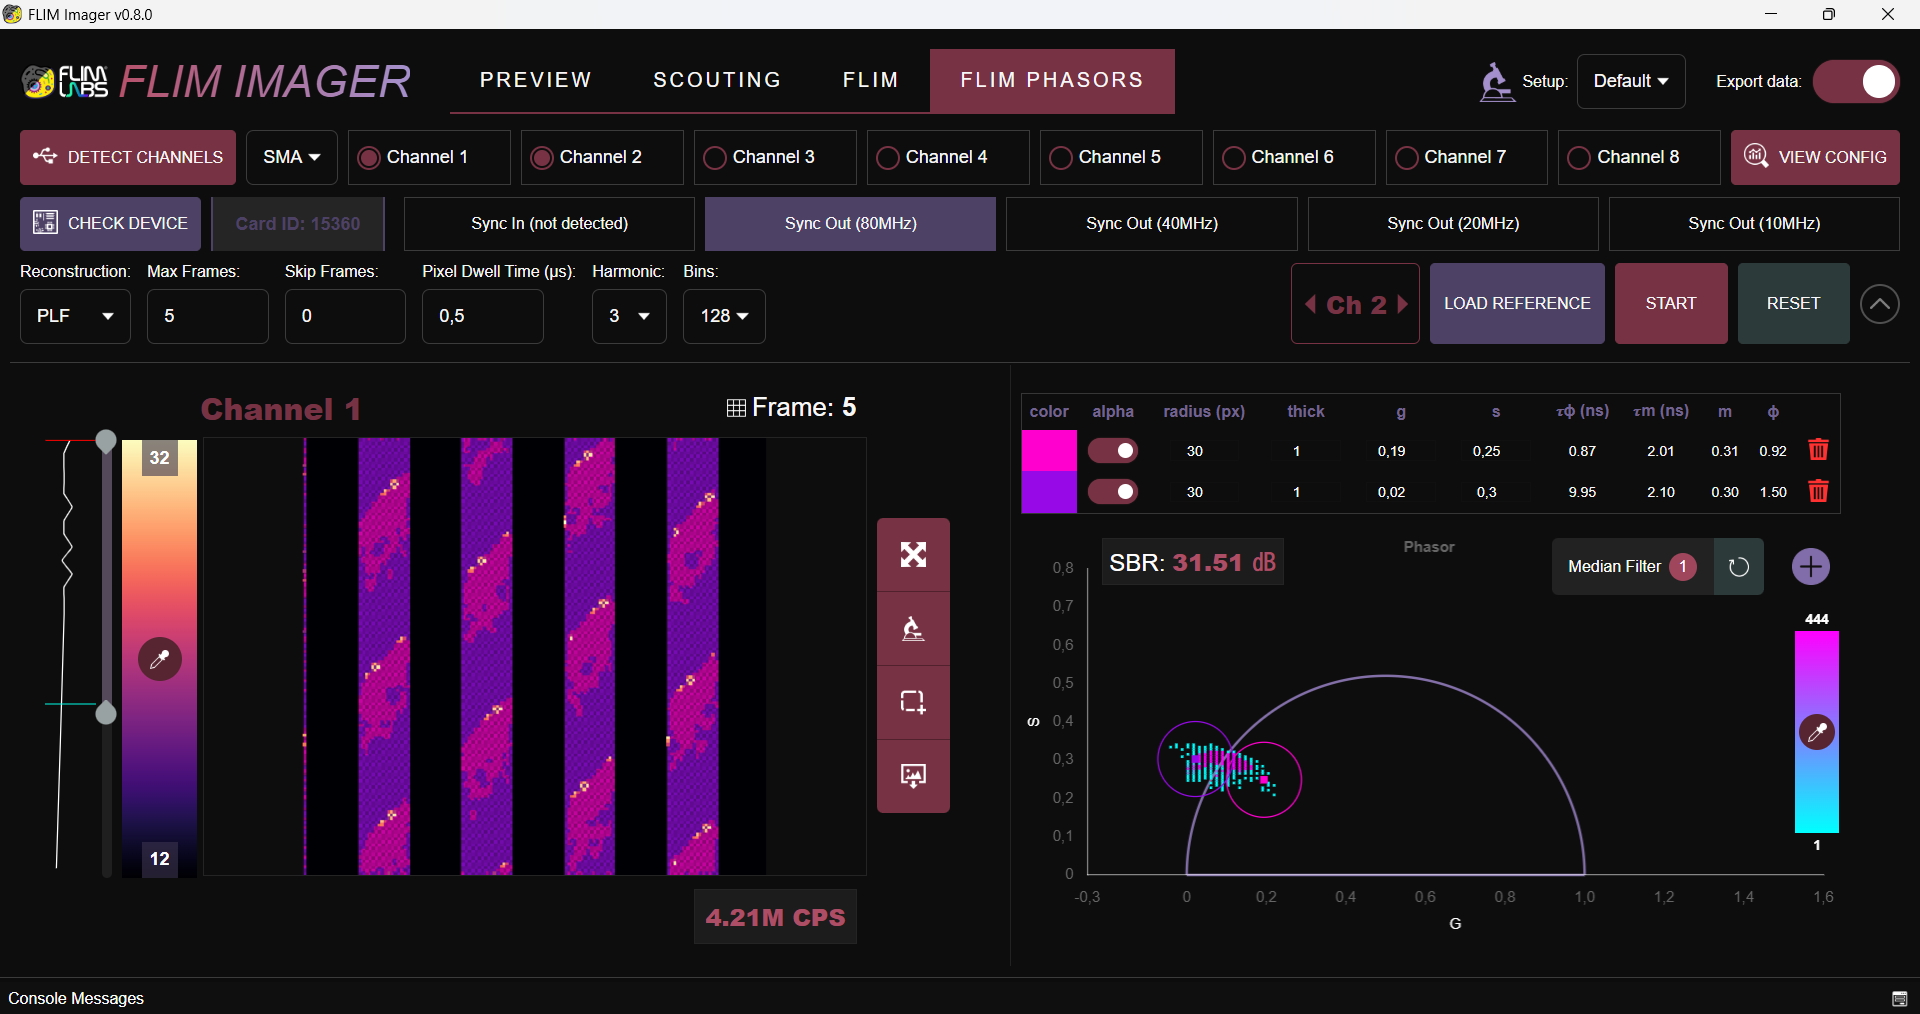 FLIM Imager v0.8.0
FLIM LABS FLIM IMAGER
PREVIEW SCOUTING FLIM FLIM PHASORS
Setup: Default Export data:
DETECT CHANNELS SMA Channel 1 Channel 2 Channel 3 Channel 4 Channel 5 Channel 6 Channel 7 Channel 8 VIEW CONFIG
CHECK DEVICE Card ID: 15360 Sync In (not detected) Sync Out (80MHz) Sync Out (40MHz) Sync Out (20MHz) Sync Out (10MHz)
Reconstruction: Max Frames: Skip Frames: Pixel Dwell Time (µs): Harmonic: Bins:
PLF 5 0 0,5 3 128
Ch 2 LOAD REFERENCE START RESET
Channel 1 Frame: 5
32
12
4.21M CPS
color alpha radius (px) thick g s τϕ (ns) τm (ns) m ϕ
30 1 0,19 0,25 0.87 2.01 0.31 0.92
30 1 0,02 0,3 9.95 2.10 0.30 1.50
Phasor
SBR: 31.51 dB
Median Filter 1
444
1
0,8
0,7
0,6
0,5
0,4
0,3
0,2
0,1
0
S
-0,3 0 0,2 0,4 0,6 0,8 1,0 1,2 1,4 1,6
G
Console Messages